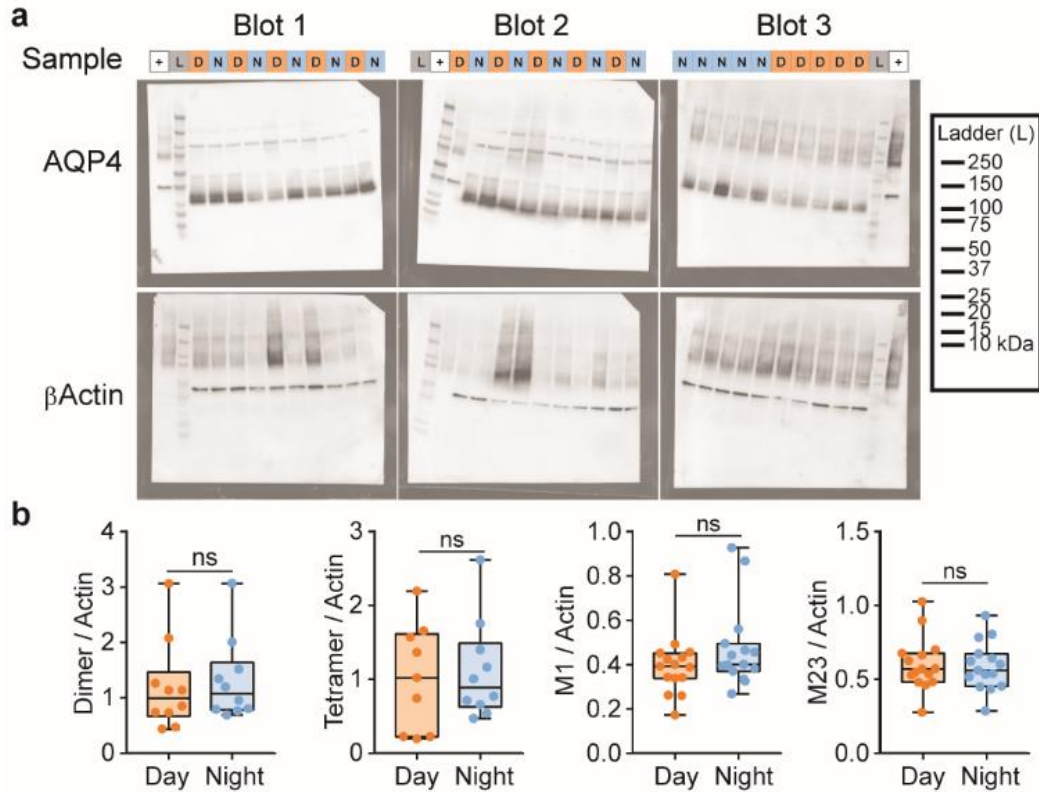 a
Blot 1 Blot 2 Blot 3
Sample + L D N D N D N D N D N L + D N D N D N D N D N N N N N N D D D D D L +
AQP4
βActin
Ladder (L)
250
150
100
75
50
37
25
20
15
10 kDa
b
Dimer / Actin
4
3
2
1
0
ns
Day Night
Tetramer / Actin
3
2
1
0
ns
Day Night
M1 / Actin
1.0
0.8
0.6
0.4
0.2
0.0
ns
Day Night
M23 / Actin
1.5
1.0
0.5
0.0
ns
Day Night